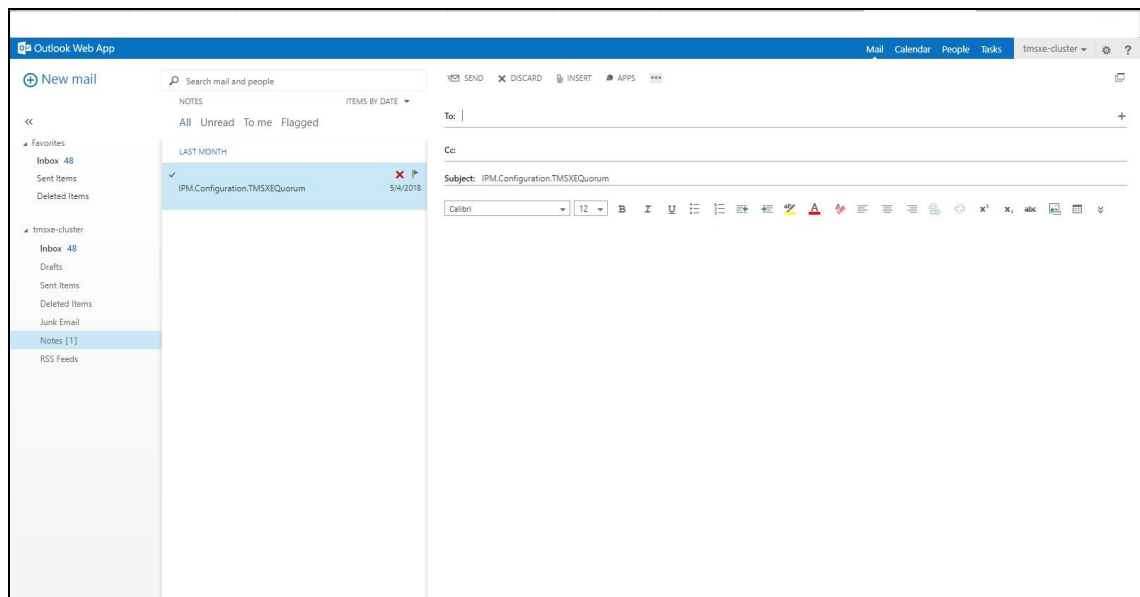 Outlook Web App
Mail Calendar People Tasks tmsxe-cluster ?
New mail
Favorites
Inbox 48
Sent Items
Deleted Items
tmsxe-cluster
Inbox 48
Drafts
Sent Items
Deleted Items
Junk Email
Notes [1]
RSS Feeds
Search mail and people
NOTES ITEMS BY DATE
All Unread To me Flagged
LAST MONTH
IPM.Configuration.TMSXEQuorum 5/4/2018
SEND DISCARD INSERT APPS
To:
Cc:
Subject: IPM.Configuration.TMSXEQuorum
Calibri 12 B I U A x² x₂ abc